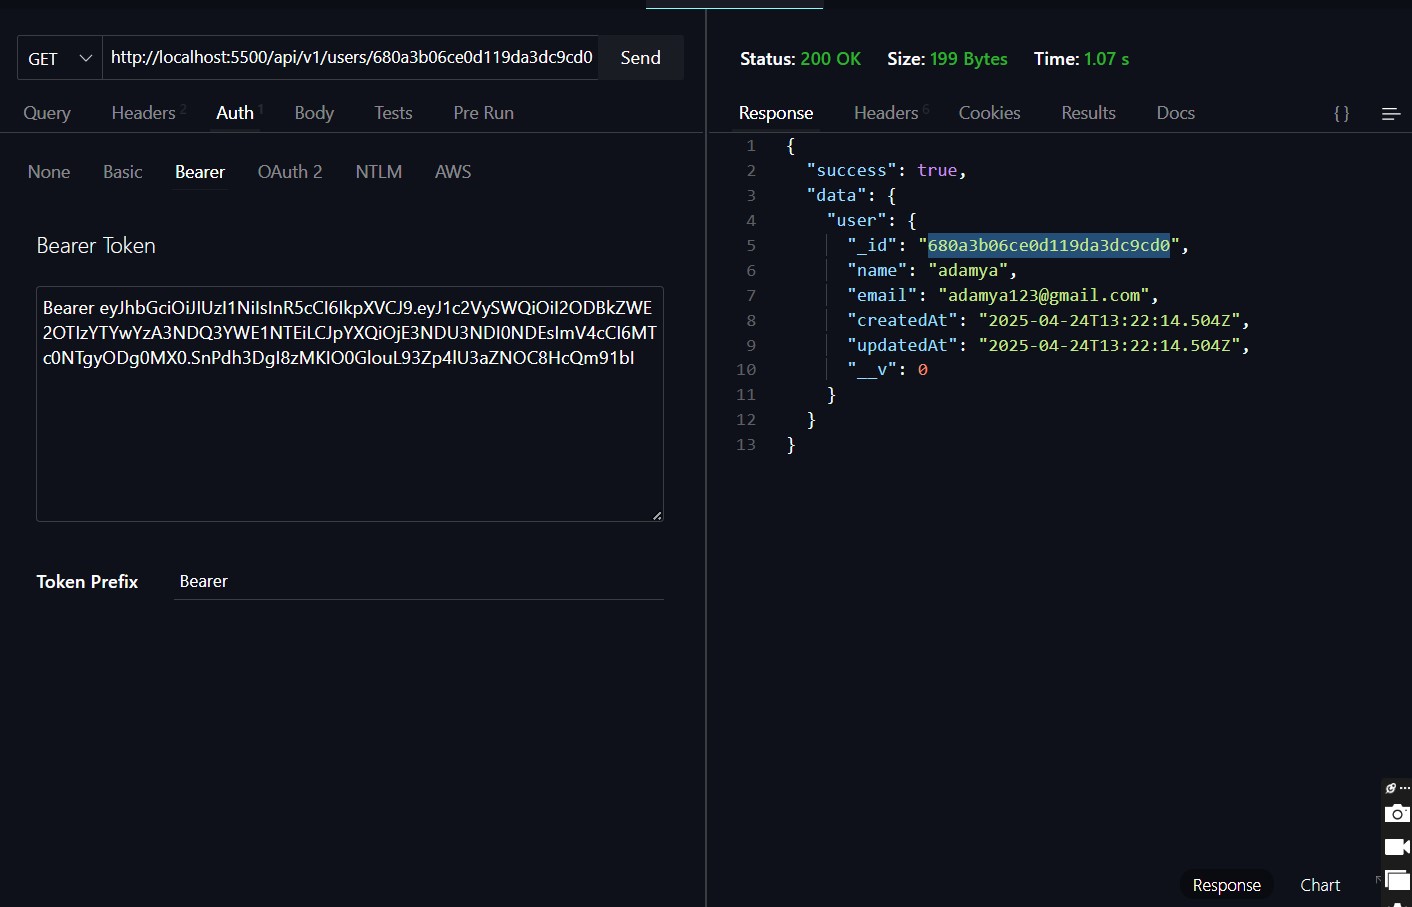 GET http://localhost:5500/api/v1/users/680a3b06ce0d119da3dc9cd0 Send
Query Headers 2 Auth 1 Body Tests Pre Run
None Basic Bearer OAuth 2 NTLM AWS
Bearer Token
Bearer eyJhbGciOiJIUzI1NiIsInR5cCI6IkpXVCJ9.eyJ1c2VySWQiOiI2ODBkZWE
2OTIzYTYwYzA3NDQ3YWE1NTEiLCJpYXQiOjE3NDU3NDI0NDEsImV4cCI6MT
c0NTgyODg0MX0.SnPdh3DgI8zMKIO0GlouL93Zp4lU3aZNOC8HcQm91bI
Token Prefix Bearer
Status: 200 OK Size: 199 Bytes Time: 1.07 s
Response Headers 6 Cookies Results Docs { }
1 {
2 "success": true,
3 "data": {
4 "user": {
5 "_id": "680a3b06ce0d119da3dc9cd0",
6 "name": "adamya",
7 "email": "adamya123@gmail.com",
8 "createdAt": "2025-04-24T13:22:14.504Z",
9 "updatedAt": "2025-04-24T13:22:14.504Z",
10 "__v": 0
11 }
12 }
13 }
Response Chart